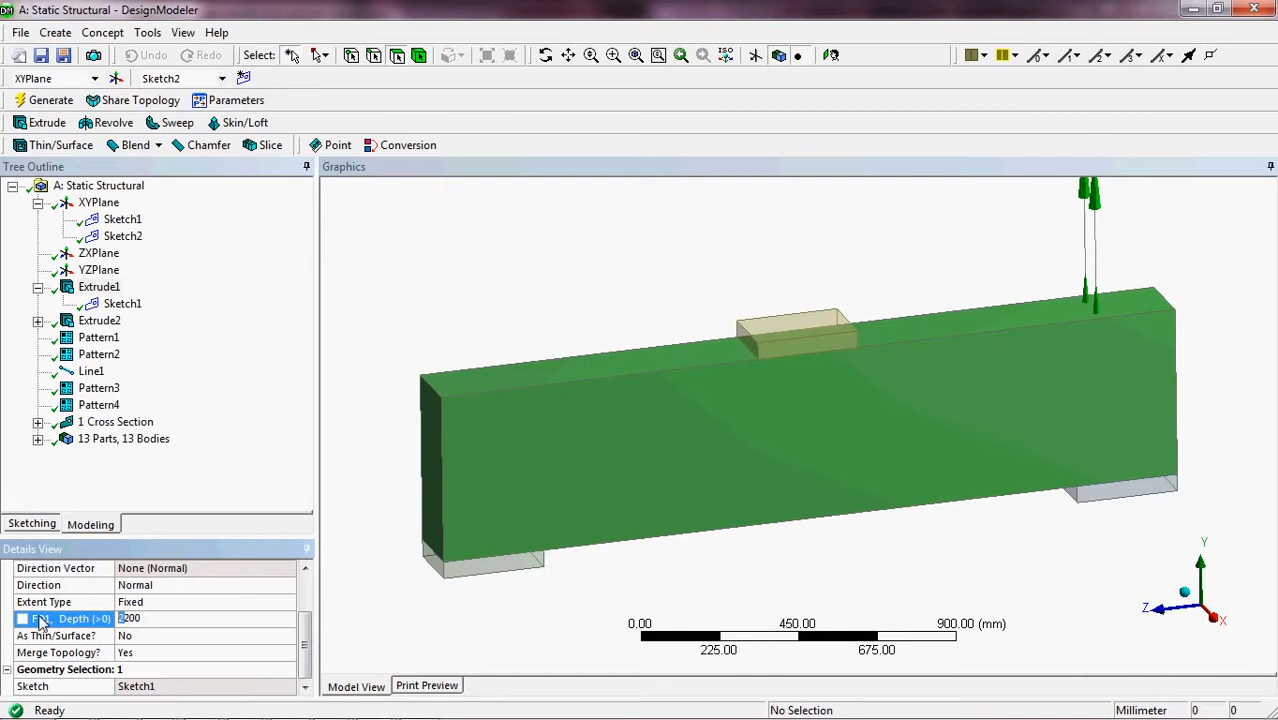 A: Static Structural - DesignModeler
File Create Concept Tools View Help
Undo Redo Select:
XYPlane Sketch2
Generate Share Topology Parameters
Extrude Revolve Sweep Skin/Loft
Thin/Surface Blend Chamfer Slice Point Conversion
Tree Outline
A: Static Structural
XYPlane
Sketch1
Sketch2
ZXPlane
YZPlane
Extrude1
Sketch1
Extrude2
Pattern1
Pattern2
Line1
Pattern3
Pattern4
1 Cross Section
13 Parts, 13 Bodies
Sketching Modeling
Details View
Direction Vector None (Normal)
Direction Normal
Extent Type Fixed
Depth (>0) 2200
As Thin/Surface? No
Merge Topology? Yes
Geometry Selection: 1
Sketch Sketch1
Graphics
ISO
Y
Z
X
0.00 450.00 900.00 (mm)
225.00 675.00
Model View Print Preview
Ready No Selection Millimeter 0 0